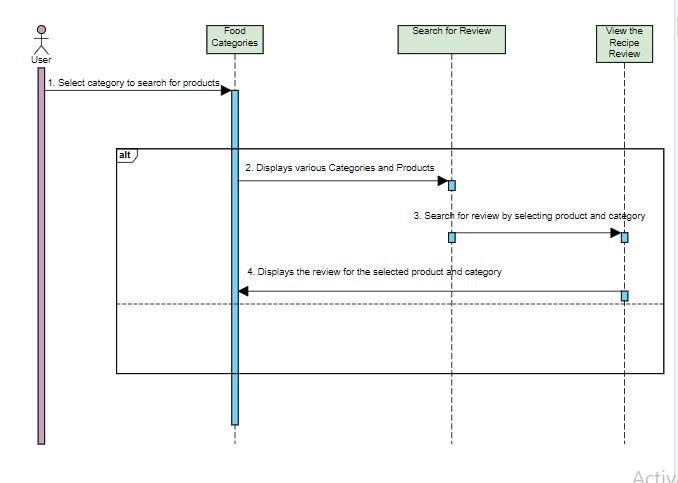 Food
Categories
Search for Review
View the
Recipe
Review
User
1. Select category to search for products
alt
2. Displays various Categories and Products
3. Search for review by selecting product and category
4. Displays the review for the selected product and category
Activ